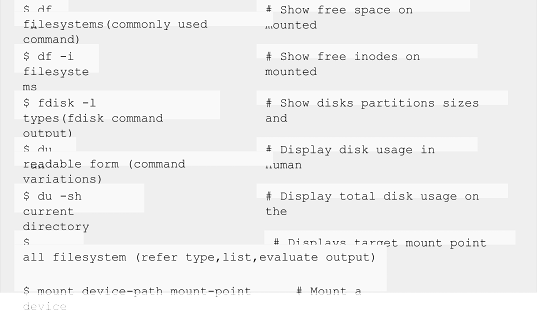 $ df # Show free space on mounted
filesystems(commonly used
command)
$ df -i # Show free inodes on
filesyste mounted
ms
$ fdisk -l # Show disks partitions sizes
types(fdisk command and
output)
$ du # Display disk usage in
readable form (command human
variations)
$ du -sh # Display total disk usage on
current the
directory
$ # Displays target mount point
all filesystem (refer type,list,evaluate output)
$ mount device-path mount-point # Mount a
device